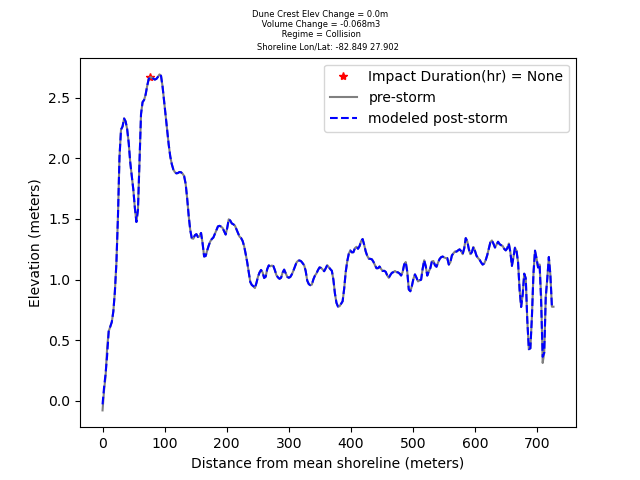 Dune Crest Elev Change = 0.0m
Volume Change = -0.068m3
Regime = Collision
Shoreline Lon/Lat: -82.849 27.902
Impact Duration(hr) = None
pre-storm
modeled post-storm
Elevation (meters)
2.5
2.0
1.5
1.0
0.5
0.0
0 100 200 300 400 500 600 700
Distance from mean shoreline (meters)